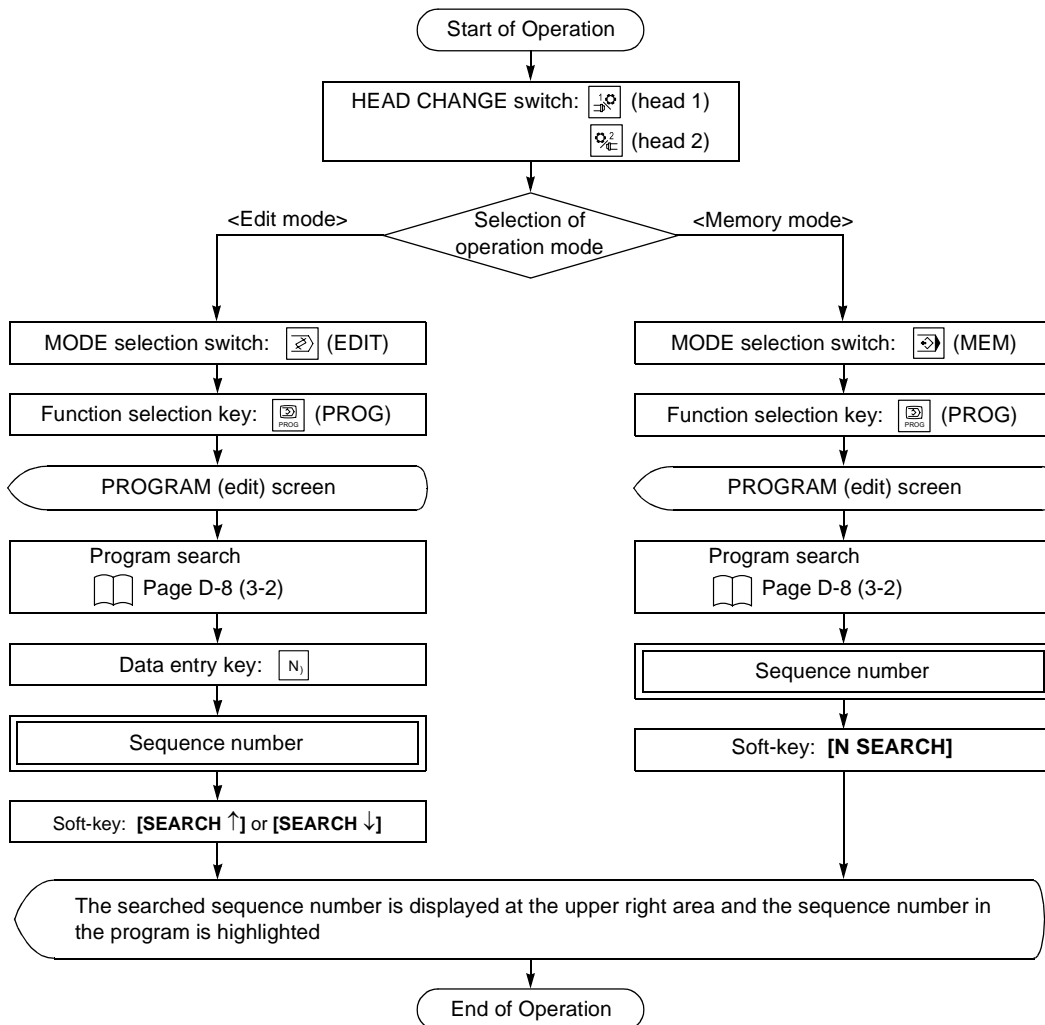 Start of Operation
HEAD CHANGE switch: 1 (head 1)
2 (head 2)
<Edit mode>
Selection of
operation mode
<Memory mode>
MODE selection switch: (EDIT)
Function selection key: PROG (PROG)
PROGRAM (edit) screen
Program search
Page D-8 (3-2)
Data entry key: N)
Sequence number
Soft-key: [SEARCH ↑] or [SEARCH ↓]
MODE selection switch: (MEM)
Function selection key: PROG (PROG)
PROGRAM (edit) screen
Program search
Page D-8 (3-2)
Sequence number
Soft-key: [N SEARCH]
The searched sequence number is displayed at the upper right area and the sequence number in
the program is highlighted
End of Operation